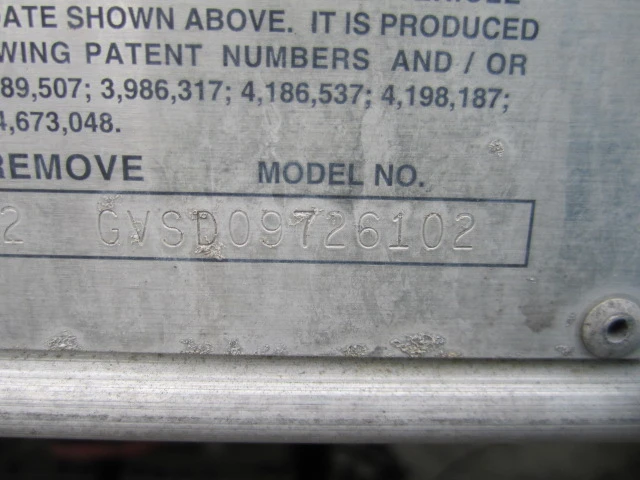 DATE SHOWN ABOVE. IT IS PRODUCED
WING PATENT NUMBERS AND / OR
89,507; 3,986,317; 4,186,537; 4,198,187;
4,673,048.
REMOVE MODEL NO.
2 GVSD09726102